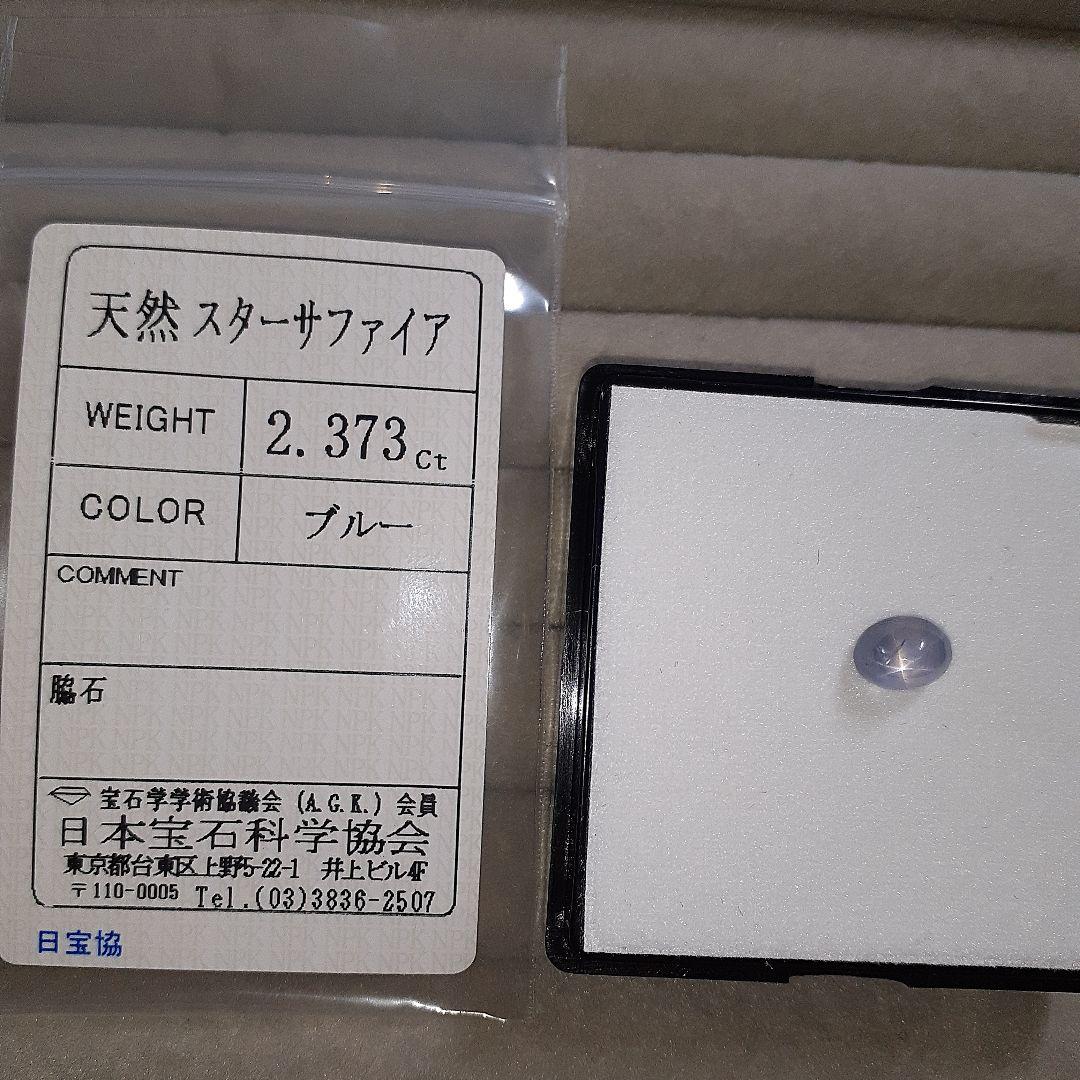 天然 スターサファイア
WEIGHT 2.373ct
COLOR ブルー
COMMENT
脇石
宝石学学術協議会 (A.G.K.) 会員
日本宝石科学協会
東京都台東区上野5-22-1 井上ビル4F
〒110-0005 Tel.(03)3836-2507
日宝協